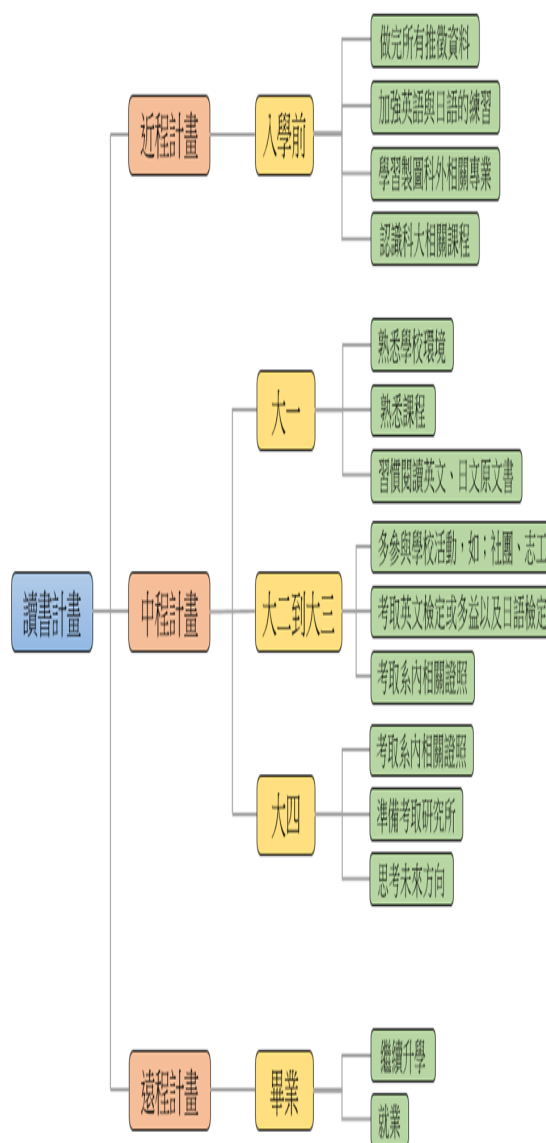 讀書計畫
近程計畫
入學前
做完所有推徵資料
加強英語與日語的練習
學習製圖科外相關專業
認識科大相關課程
中程計畫
大一
熟悉學校環境
熟悉課程
習慣閱讀英文、日文原文書
大二到大三
多參與學校活動，如；社團、志工
考取英文檢定或多益以及日語檢定
考取系內相關證照
大四
考取系內相關證照
準備考取研究所
思考未來方向
遠程計畫
畢業
繼續升學
就業